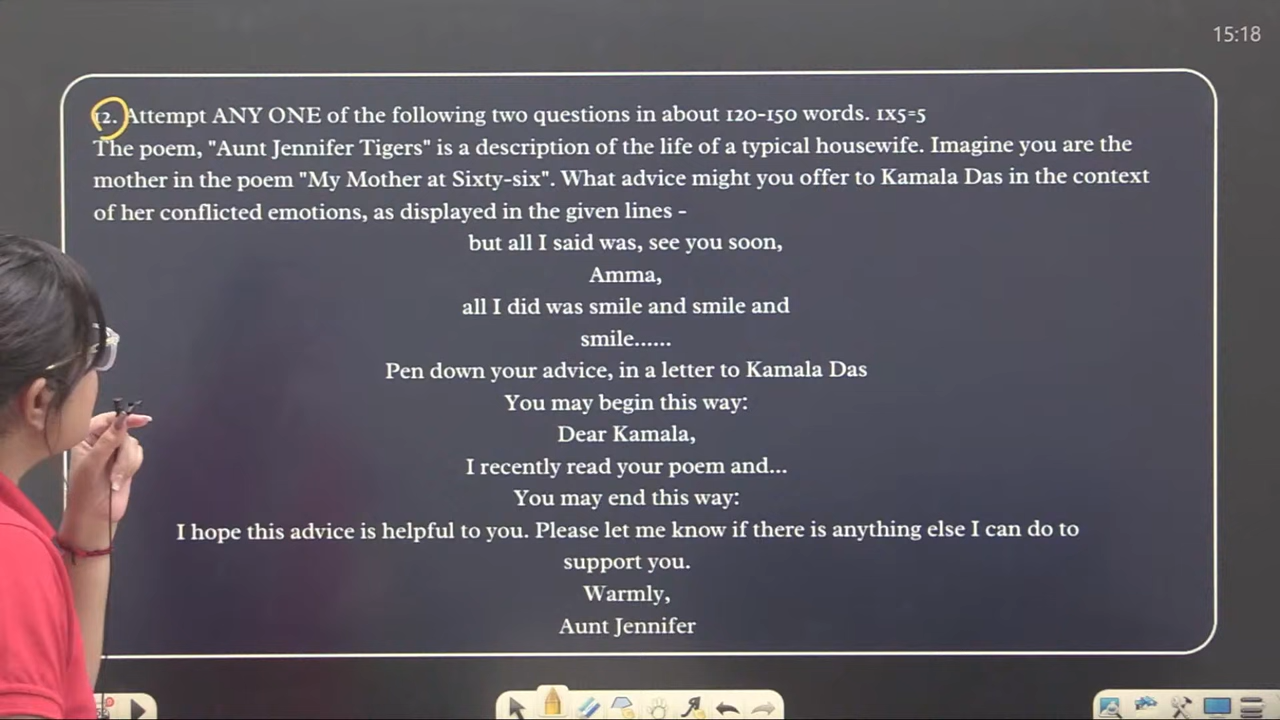 15:18
12. Attempt ANY ONE of the following two questions in about 120-150 words. 1x5=5
The poem, "Aunt Jennifer Tigers" is a description of the life of a typical housewife. Imagine you are the
mother in the poem "My Mother at Sixty-six". What advice might you offer to Kamala Das in the context
of her conflicted emotions, as displayed in the given lines -
but all I said was, see you soon,
Amma,
all I did was smile and smile and
smile......
Pen down your advice, in a letter to Kamala Das
You may begin this way:
Dear Kamala,
I recently read your poem and...
You may end this way:
I hope this advice is helpful to you. Please let me know if there is anything else I can do to
support you.
Warmly,
Aunt Jennifer